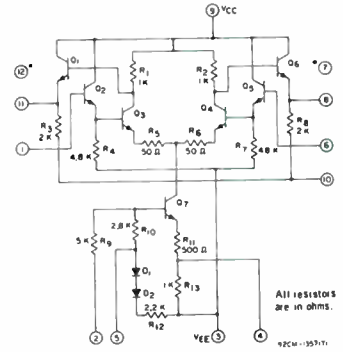 9 VCC
12 Q1
R1
1K
R2
1K
Q6
7
Q2
Q5
11
R3
2K
Q3
Q4
8
R8
2K
1
R4
4.8K
R5
50 Ω
R6
50 Ω
R7
4.8K
6
10
Q7
2.8K
R10
R11
500 Ω
5K R9
D1
D2
1K
R13
2.2K
R12
All resistors
are in ohms.
2
5
VEE 3
4
92CM-13571T1